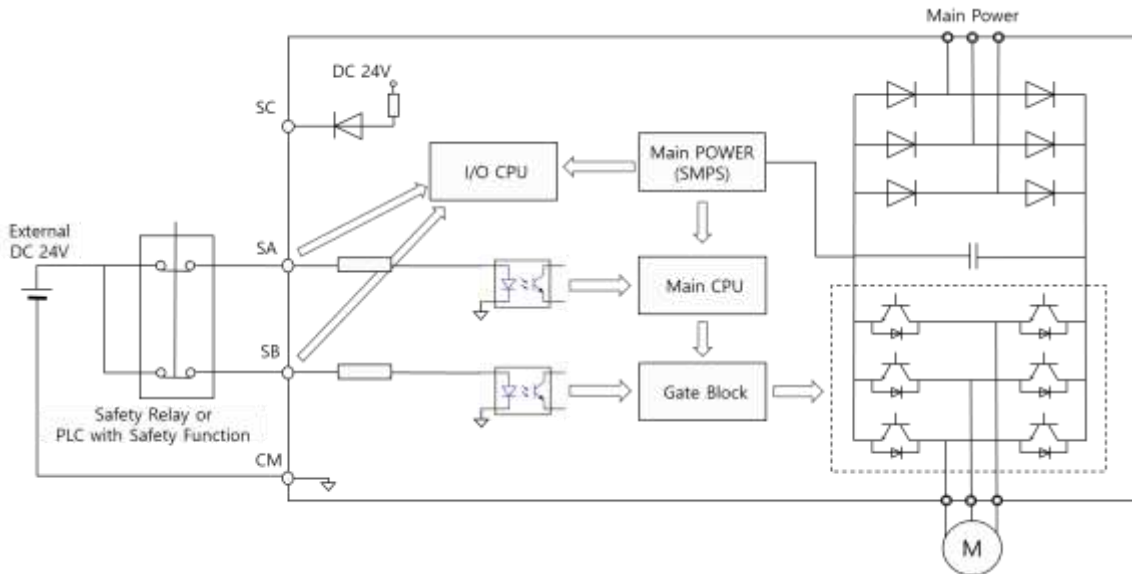 Main Power
DC 24V
SC
I/O CPU
Main POWER
(SMPS)
External
DC 24V
SA
Main CPU
SB
Gate Block
Safety Relay or
PLC with Safety Function
CM
M